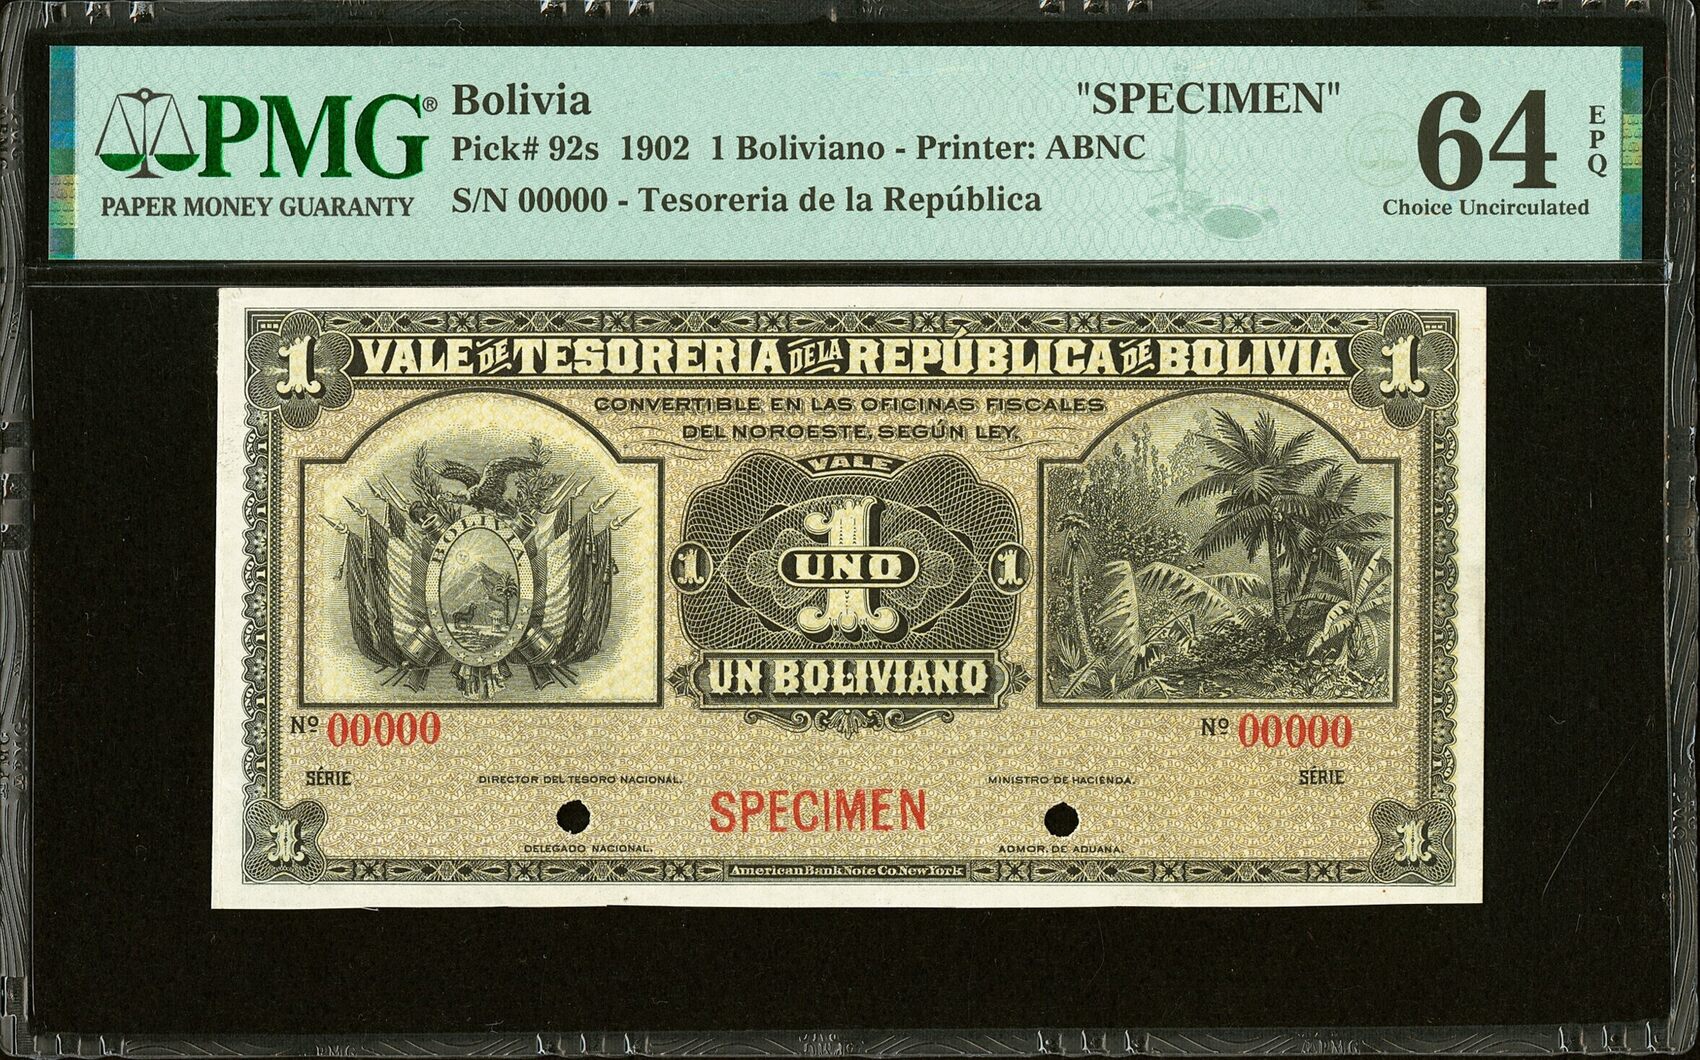 PMG®
PAPER MONEY GUARANTY
Bolivia
"SPECIMEN"
Pick# 92s 1902 1 Boliviano - Printer: ABNC
S/N 00000 - Tesoreria de la República
64
EPQ
Choice Uncirculated
1 VALE DE TESORERIA DE LA REPÚBLICA DE BOLIVIA 1
CONVERTIBLE EN LAS OFICINAS FISCALES
DEL NOROESTE, SEGÚN LEY.
VALE
BOLIVIA
1 1 UNO 1
UN BOLIVIANO
Nº 00000 Nº 00000
SÉRIE DIRECTOR DEL TESORO NACIONAL. MINISTRO DE HACIENDA. SÉRIE
SPECIMEN
1 DELEGADO NACIONAL. ADMOR. DE ADUANA. 1
American Bank Note Co. New York